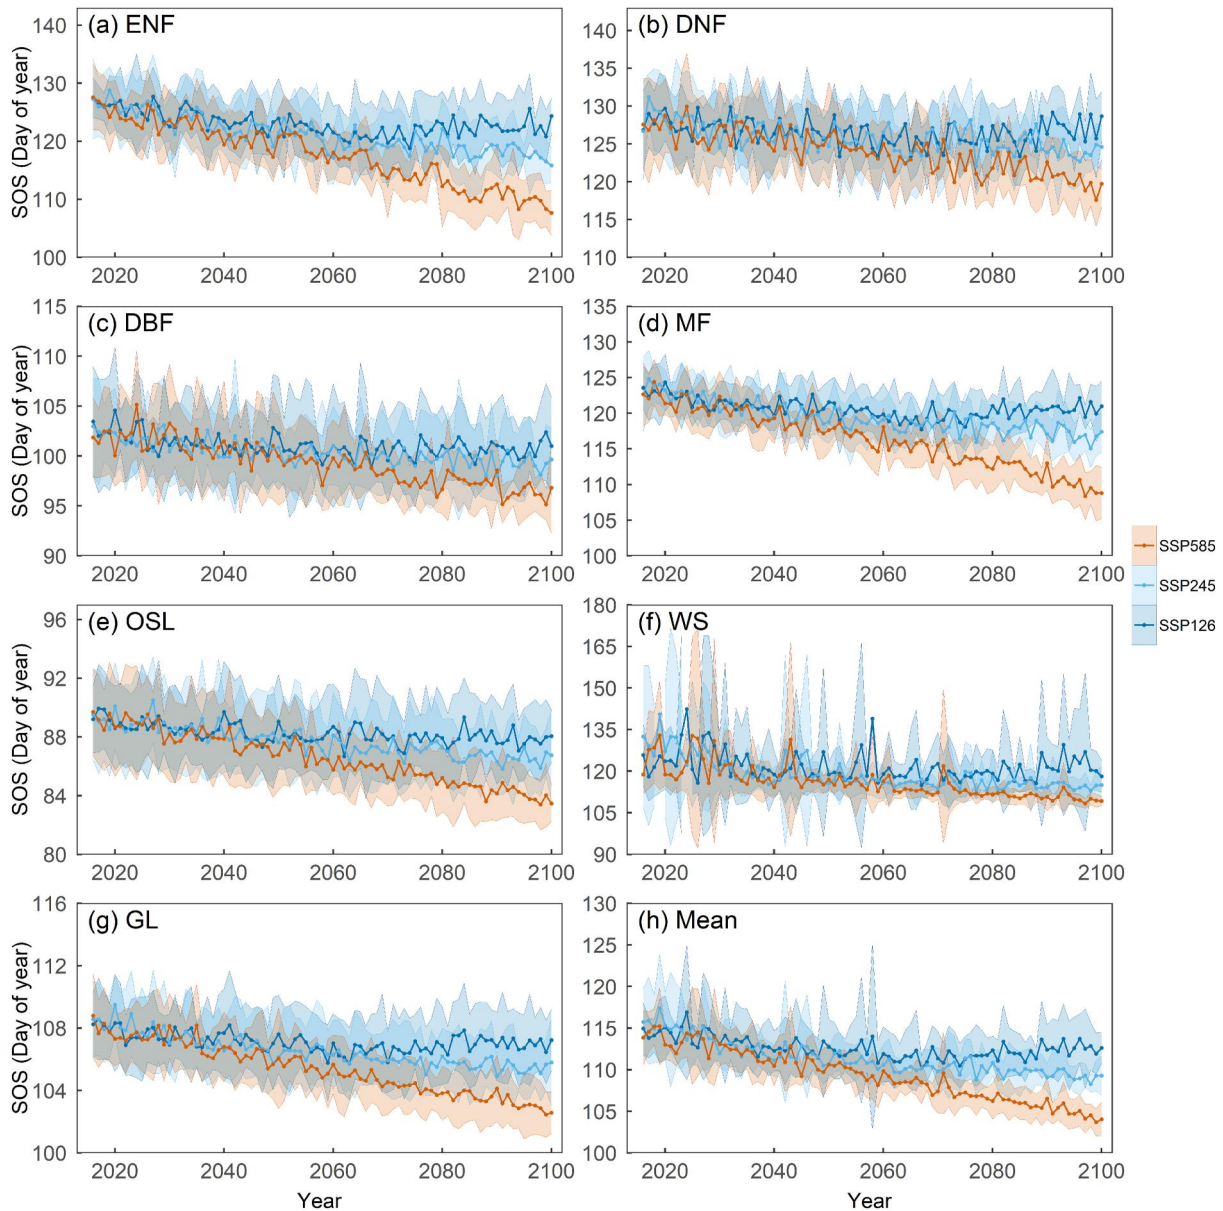 (a) ENF
SOS (Day of year)
140
130
120
110
100
2020 2040 2060 2080 2100
(b) DNF
140
135
130
125
120
115
110
2020 2040 2060 2080 2100
(c) DBF
SOS (Day of year)
115
110
105
100
95
90
2020 2040 2060 2080 2100
(d) MF
135
130
125
120
115
110
105
100
2020 2040 2060 2080 2100
SSP585
SSP245
SSP126
(e) OSL
SOS (Day of year)
96
92
88
84
80
2020 2040 2060 2080 2100
(f) WS
180
165
150
135
120
105
90
2020 2040 2060 2080 2100
(g) GL
SOS (Day of year)
116
112
108
104
100
2020 2040 2060 2080 2100
Year
(h) Mean
130
125
120
115
110
105
100
2020 2040 2060 2080 2100
Year